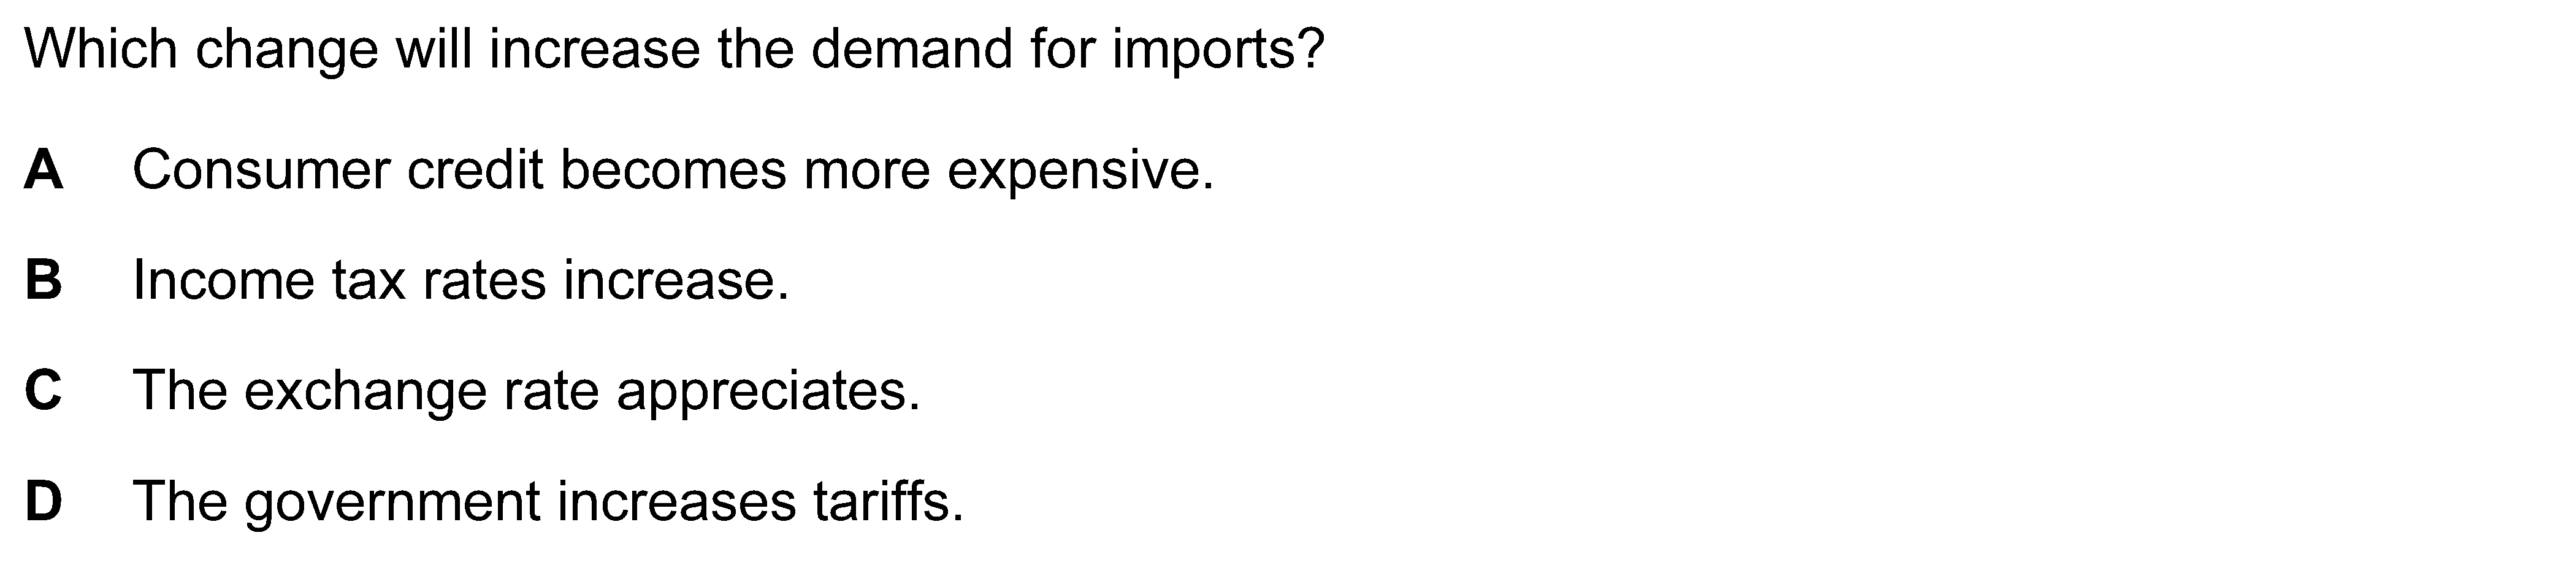 Which change will increase the demand for imports?
A Consumer credit becomes more expensive.
B Income tax rates increase.
C The exchange rate appreciates.
D The government increases tariffs.